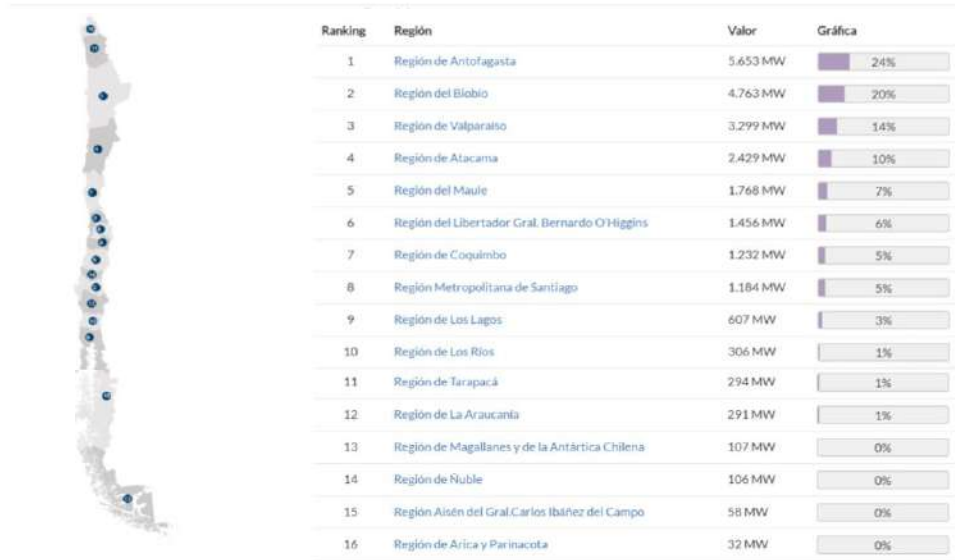 Ranking Región Valor Gráfica
1 Región de Antofagasta 5.653 MW 24%
2 Región del Biobío 4.763 MW 20%
3 Región de Valparaíso 3.299 MW 14%
4 Región de Atacama 2.429 MW 10%
5 Región del Maule 1.768 MW 7%
6 Región del Libertador Gral. Bernardo O'Higgins 1.456 MW 6%
7 Región de Coquimbo 1.232 MW 5%
8 Región Metropolitana de Santiago 1.184 MW 5%
9 Región de Los Lagos 607 MW 3%
10 Región de Los Ríos 306 MW 1%
11 Región de Tarapacá 294 MW 1%
12 Región de La Araucanía 291 MW 1%
13 Región de Magallanes y de la Antártica Chilena 107 MW 0%
14 Región de Ñuble 106 MW 0%
15 Región Aisén del Gral.Carlos Ibáñez del Campo 58 MW 0%
16 Región de Arica y Parinacota 32 MW 0%